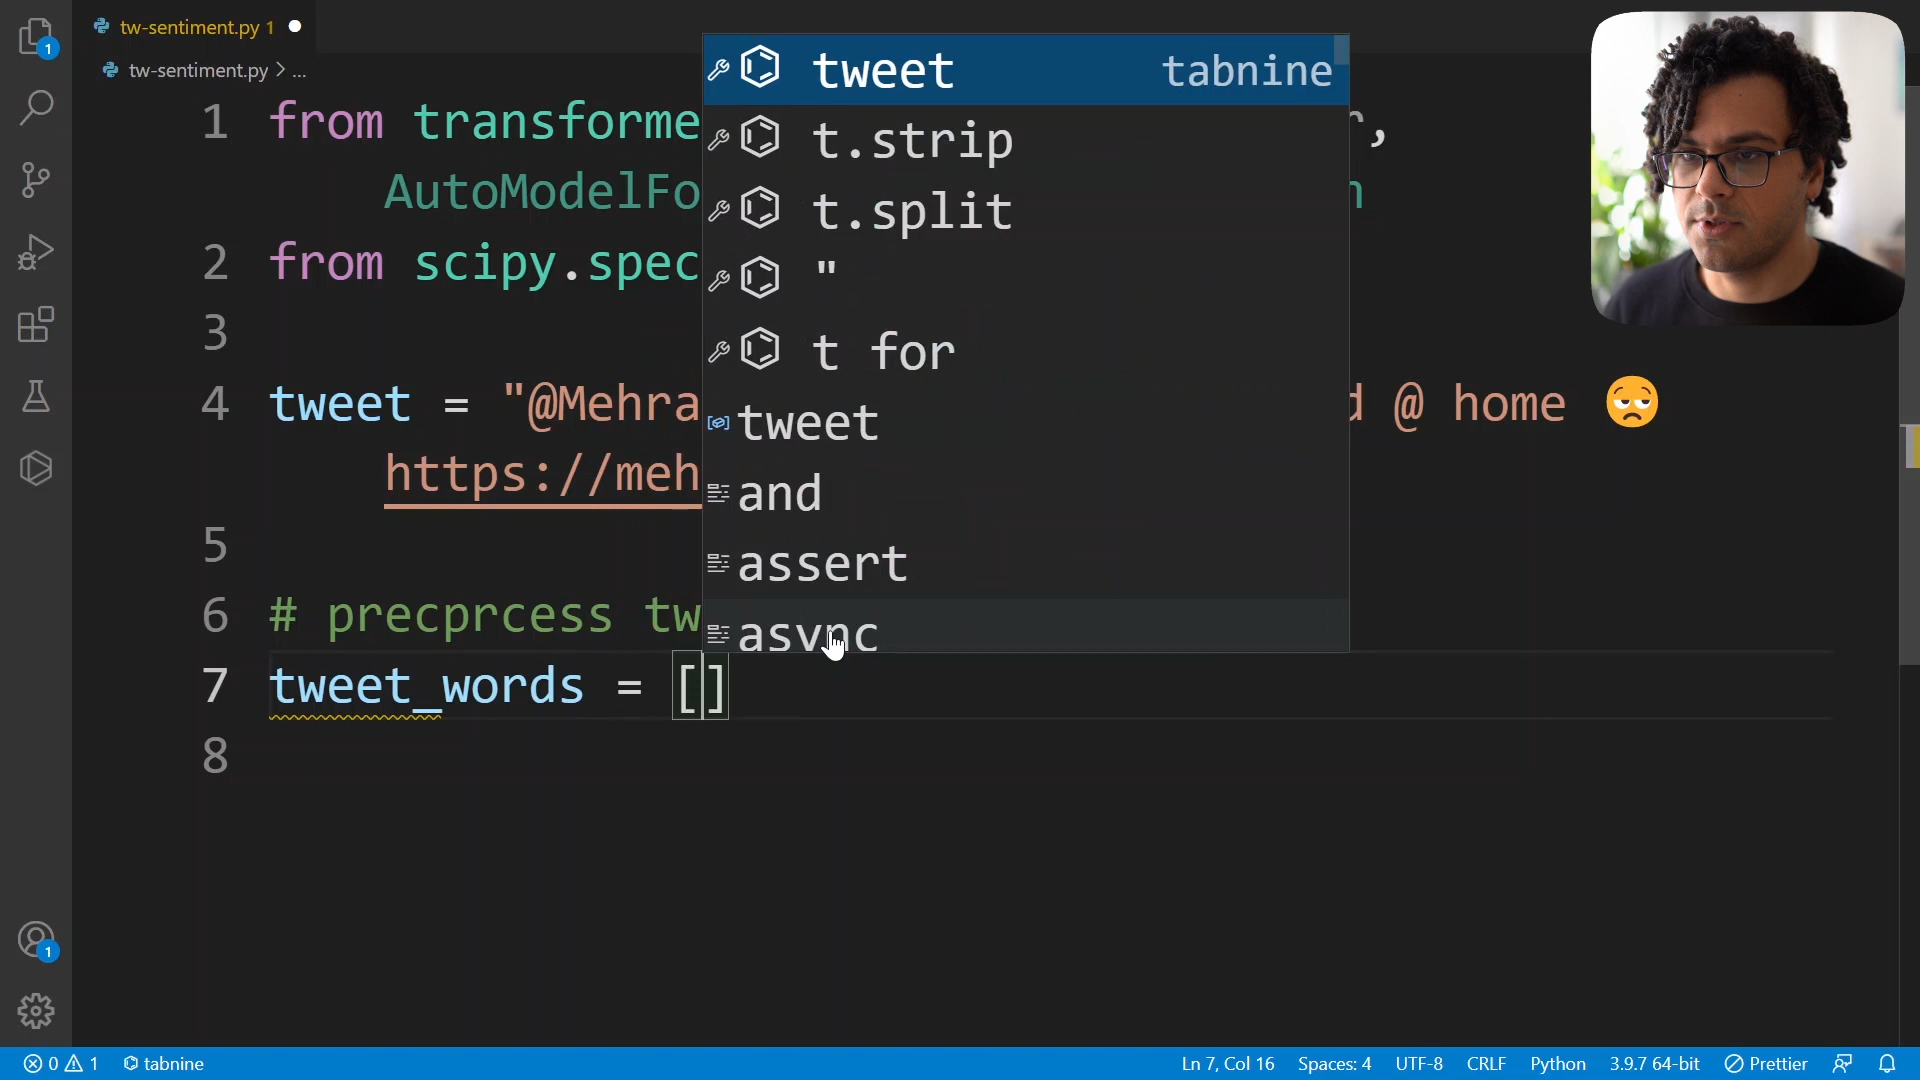 tw-sentiment.py 1
tw-sentiment.py > ...
1 from transforme r,
AutoModelFo n
2 from scipy.spec
3
4 tweet = "@Mehra d @ home 😒
https://meh
5
6 # precprcess tw
7 tweet_words = []
8
tweet tabnine
t.strip
t.split
"
t for
tweet
and
assert
async
1
1
0 1 tabnine Ln 7, Col 16 Spaces: 4 UTF-8 CRLF Python 3.9.7 64-bit Prettier